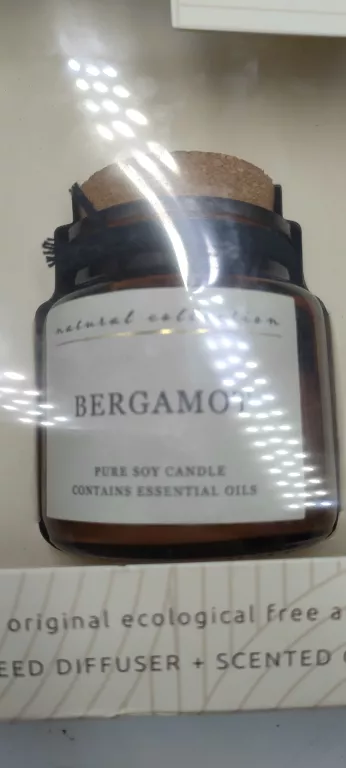 natural collection
BERGAMOT
PURE SOY CANDLE
CONTAINS ESSENTIAL OILS
original ecological free a
EED DIFFUSER + SCENTED